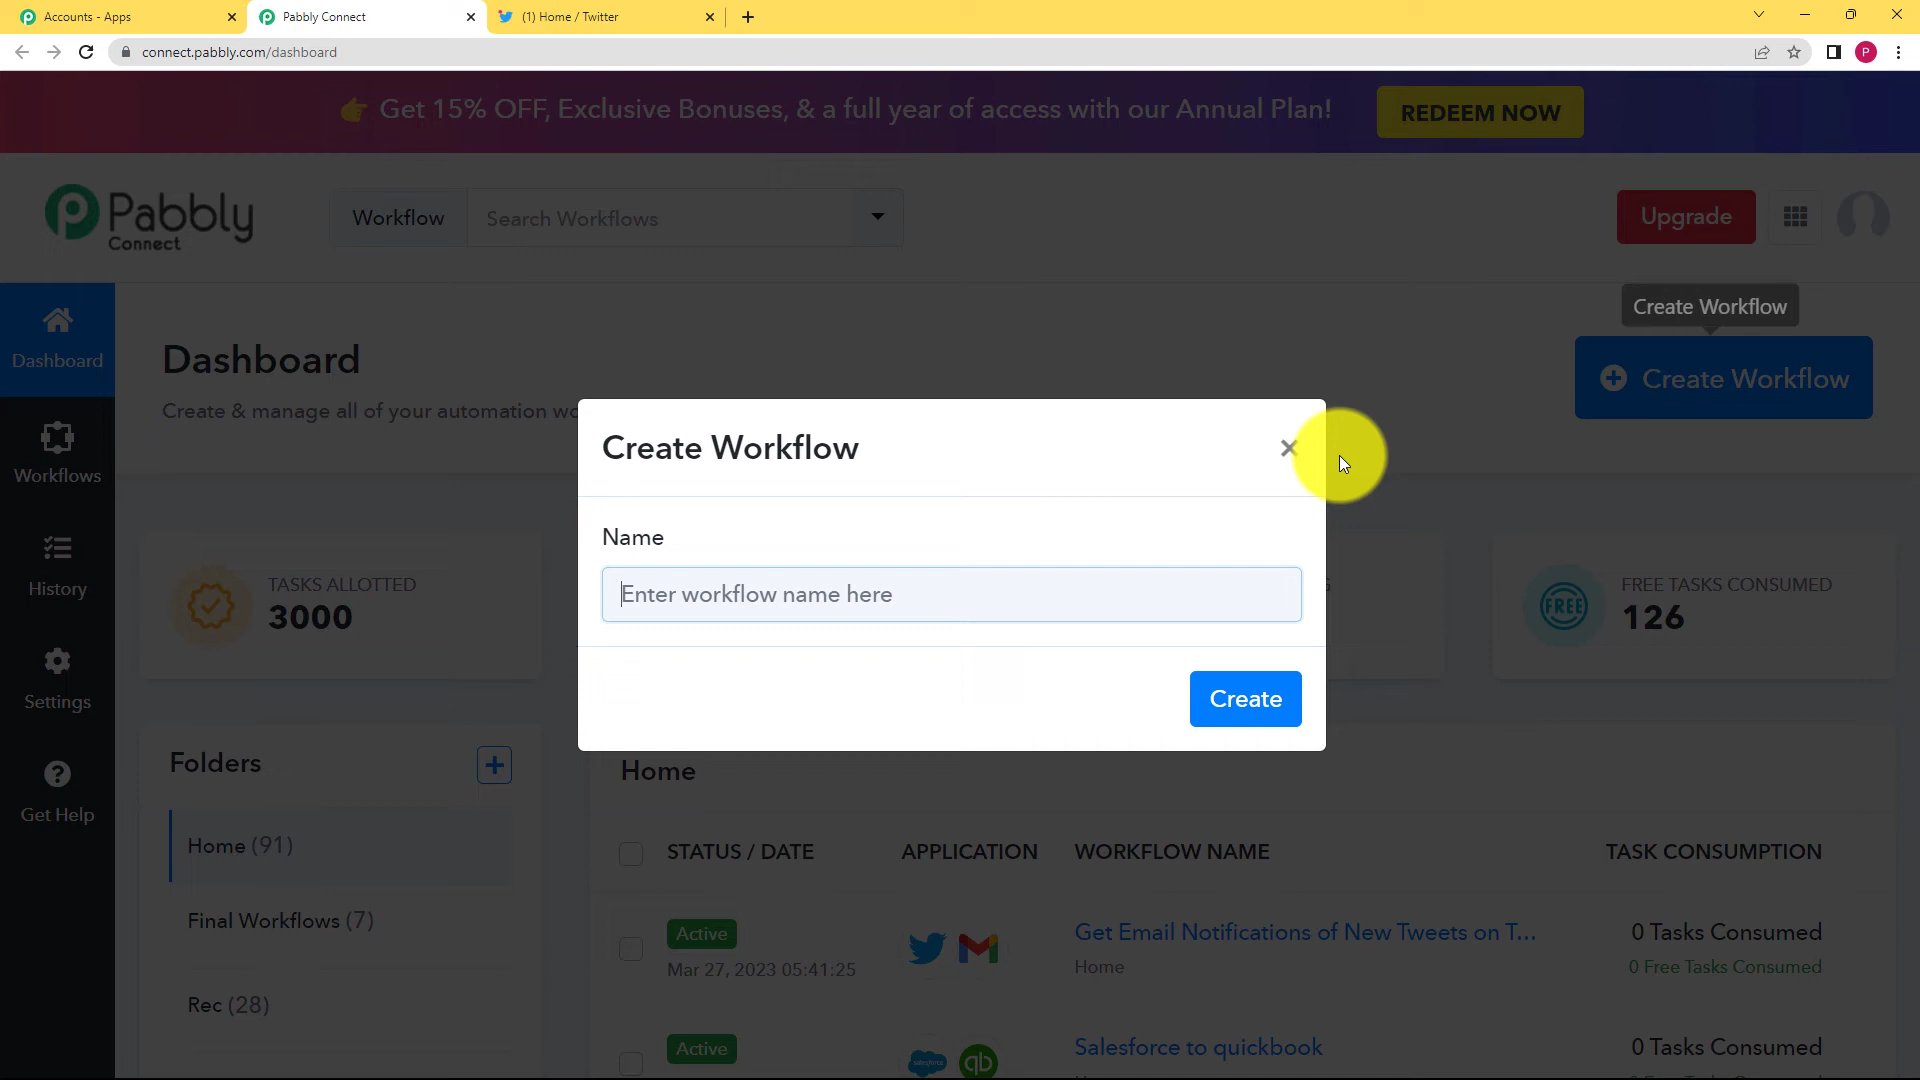 Accounts - Apps
Pabbly Connect
(1) Home / Twitter
connect.pabbly.com/dashboard
P
👉 Get 15% OFF, Exclusive Bonuses, & a full year of access with our Annual Plan!
REDEEM NOW
Pabbly
Connect
Workflow
Search Workflows
Upgrade
Create Workflow
Dashboard
Workflows
History
Settings
Get Help
Dashboard
Create & manage all of your automation
Create Workflow
Create Workflow
Name
Enter workflow name here
Create
TASKS ALLOTTED
3000
FREE
FREE TASKS CONSUMED
126
Folders
Home (91)
Final Workflows (7)
Rec (28)
Home
STATUS / DATE
APPLICATION
WORKFLOW NAME
TASK CONSUMPTION
Active
Mar 27, 2023 05:41:25
Get Email Notifications of New Tweets on T...
Home
0 Tasks Consumed
0 Free Tasks Consumed
Active
salesforce
qb
Salesforce to quickbook
0 Tasks Consumed